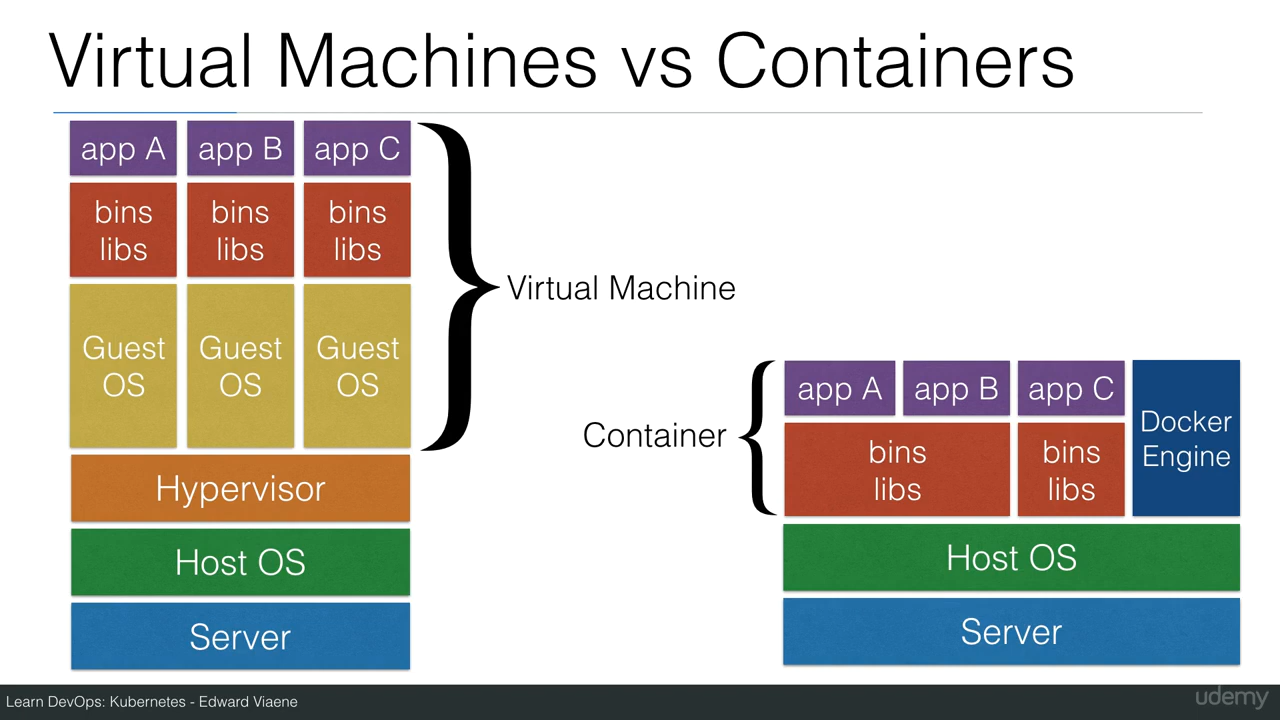 Virtual Machines vs Containers
app A
app B
app C
bins
libs
bins
libs
bins
libs
Guest
OS
Guest
OS
Guest
OS
Hypervisor
Host OS
Server
Virtual Machine
Container
app A
app B
app C
Docker
Engine
bins
libs
bins
libs
Host OS
Server
Learn DevOps: Kubernetes - Edward Viaene
udemy